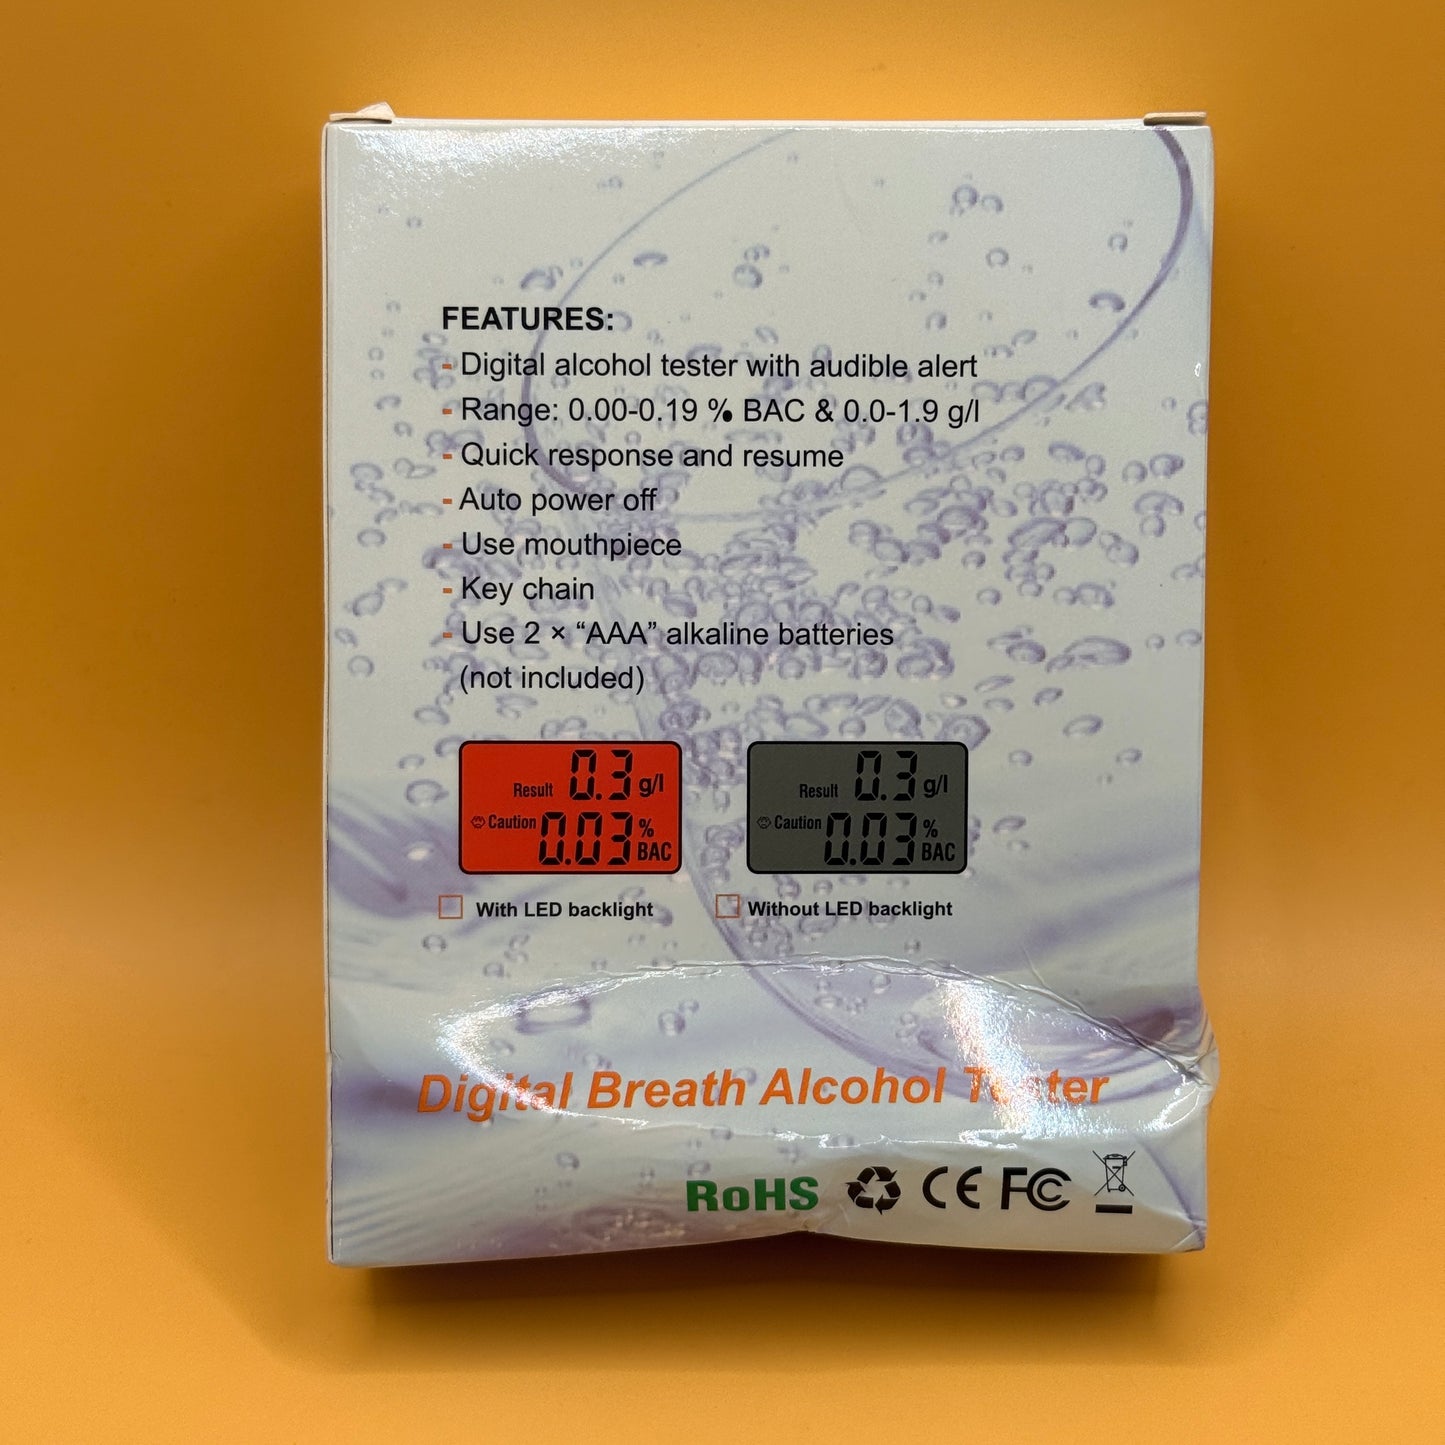 FEATURES:
- Digital alcohol tester with audible alert
- Range: 0.00-0.19 % BAC & 0.0-1.9 g/l
- Quick response and resume
- Auto power off
- Use mouthpiece
- Key chain
- Use 2 × “AAA” alkaline batteries
(not included)
Result 0.3 g/l
Caution 0.03 % BAC
With LED backlight
Result 0.3 g/l
Caution 0.03 % BAC
Without LED backlight
Digital Breath Alcohol Tester
RoHS CE FC